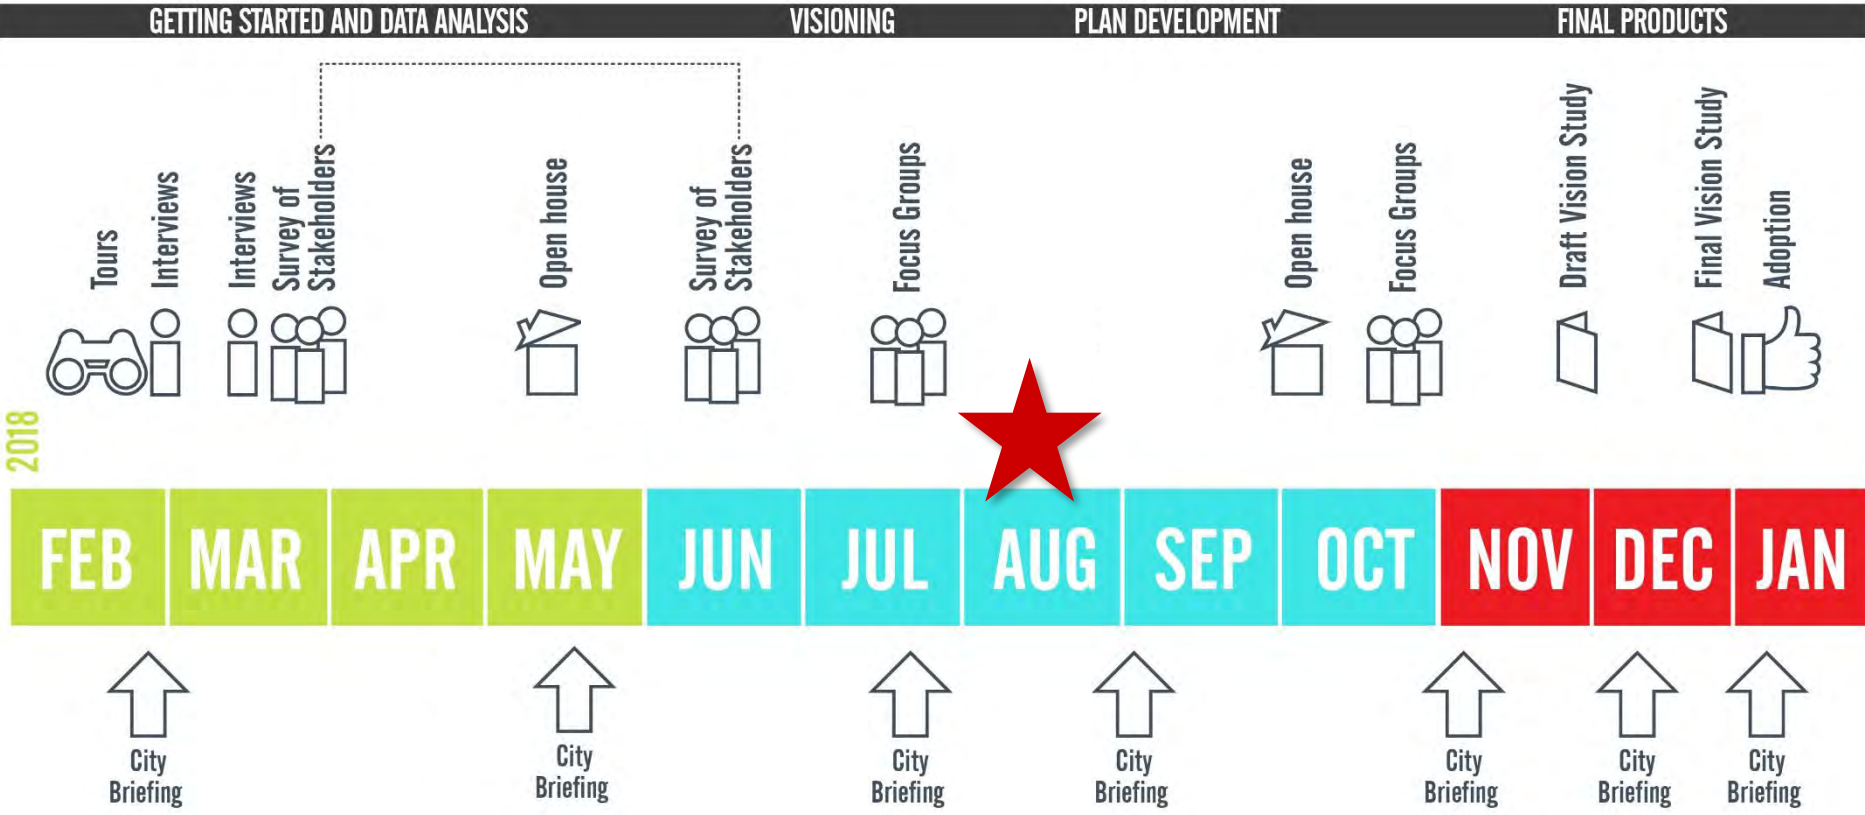 GETTING STARTED AND DATA ANALYSIS
VISIONING
PLAN DEVELOPMENT
FINAL PRODUCTS
Tours
Interviews
Interviews
Survey of
Stakeholders
Open house
Survey of
Stakeholders
Focus Groups
Open house
Focus Groups
Draft Vision Study
Final Vision Study
Adoption
2018
FEB
MAR
APR
MAY
JUN
JUL
AUG
SEP
OCT
NOV
DEC
JAN
City
Briefing
City
Briefing
City
Briefing
City
Briefing
City
Briefing
City
Briefing
City
Briefing